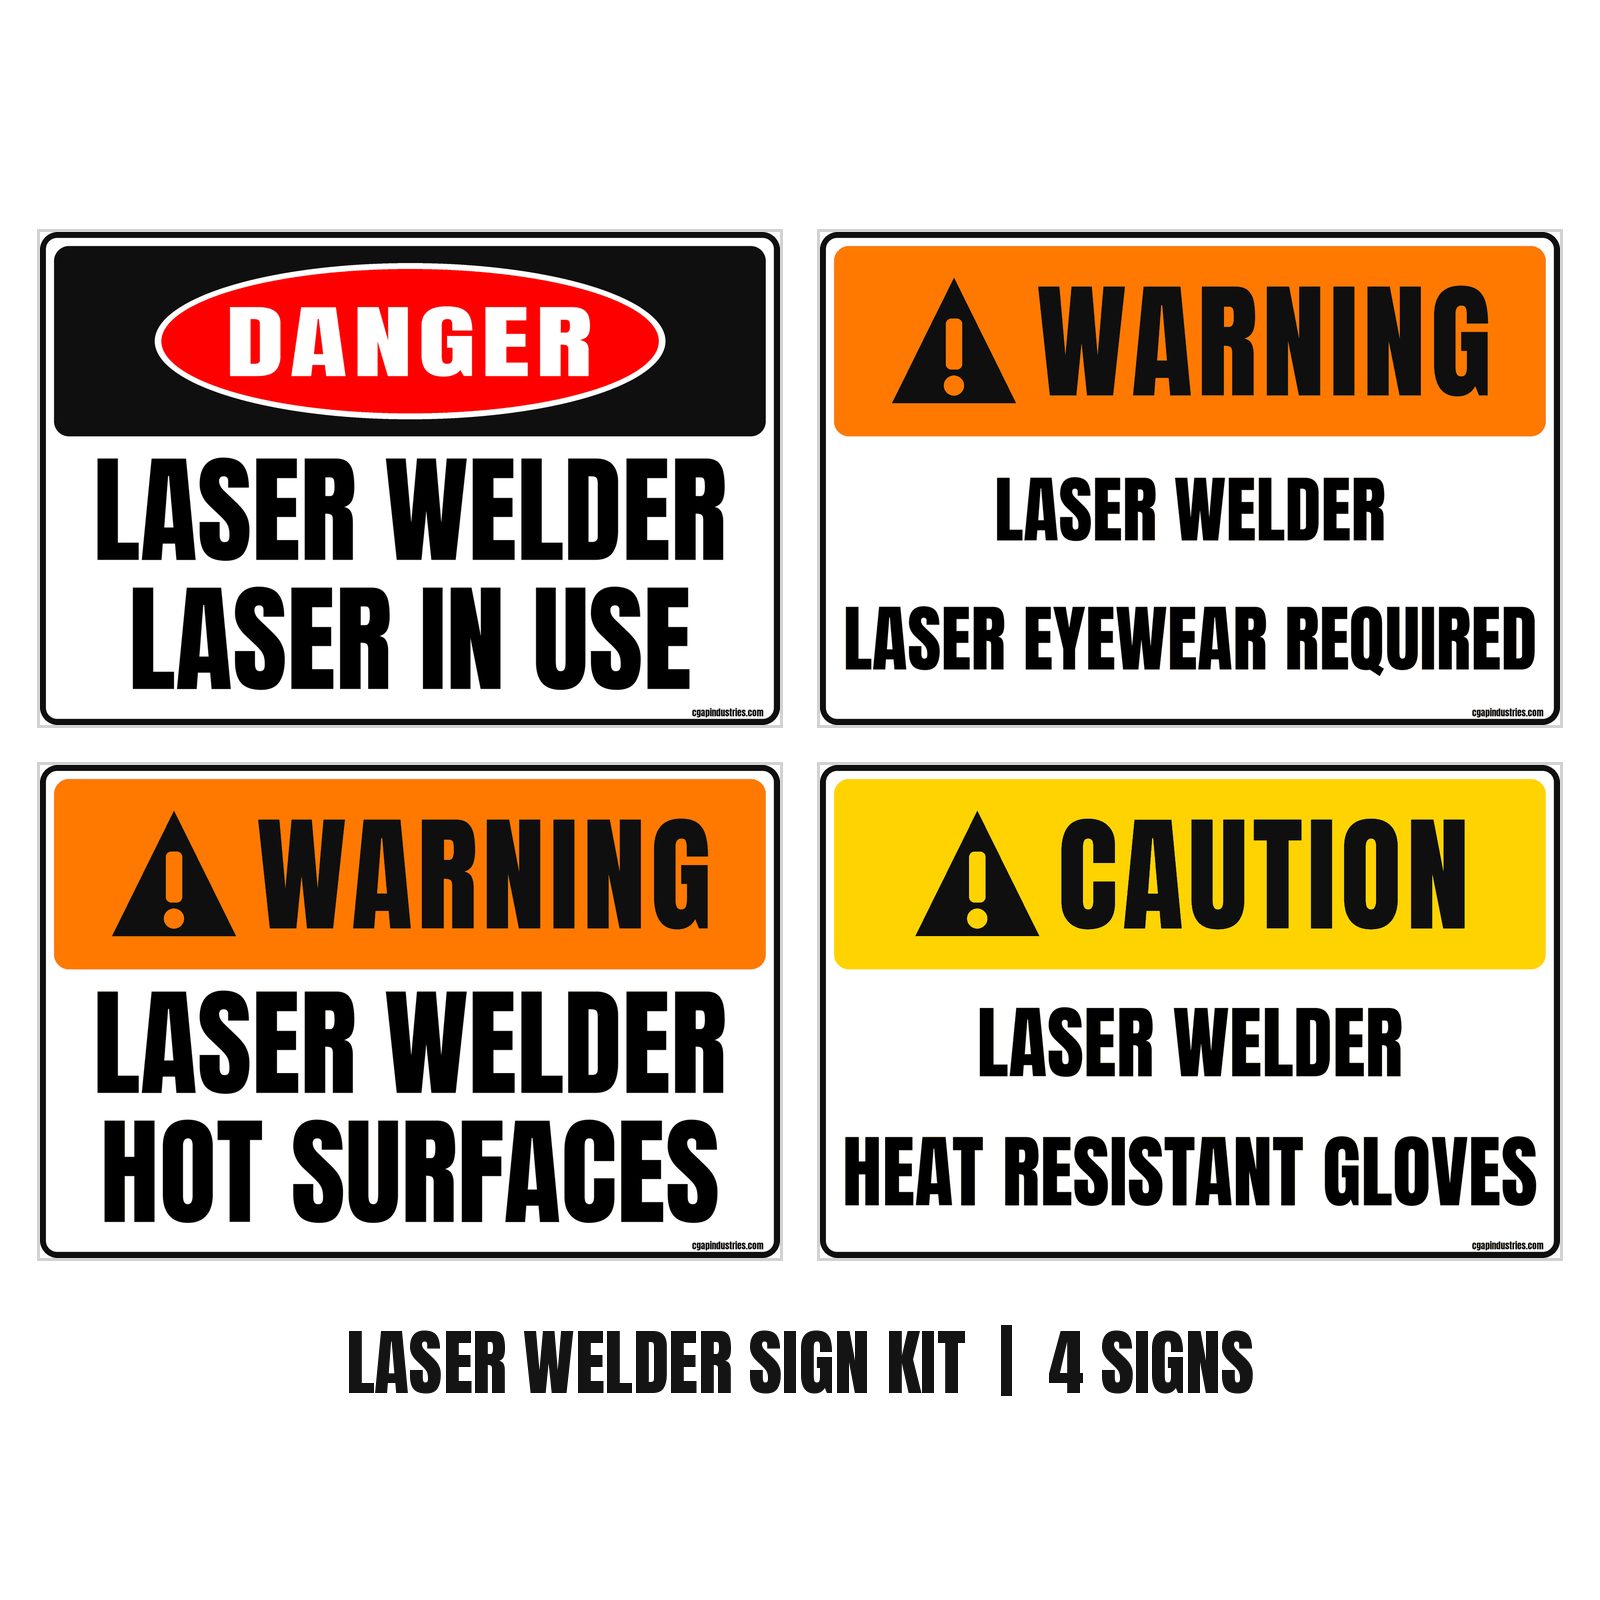 DANGER
LASER WELDER
LASER IN USE
cgapindustries.com
WARNING
LASER WELDER
LASER EYEWEAR REQUIRED
cgapindustries.com
WARNING
LASER WELDER
HOT SURFACES
cgapindustries.com
CAUTION
LASER WELDER
HEAT RESISTANT GLOVES
cgapindustries.com
LASER WELDER SIGN KIT | 4 SIGNS